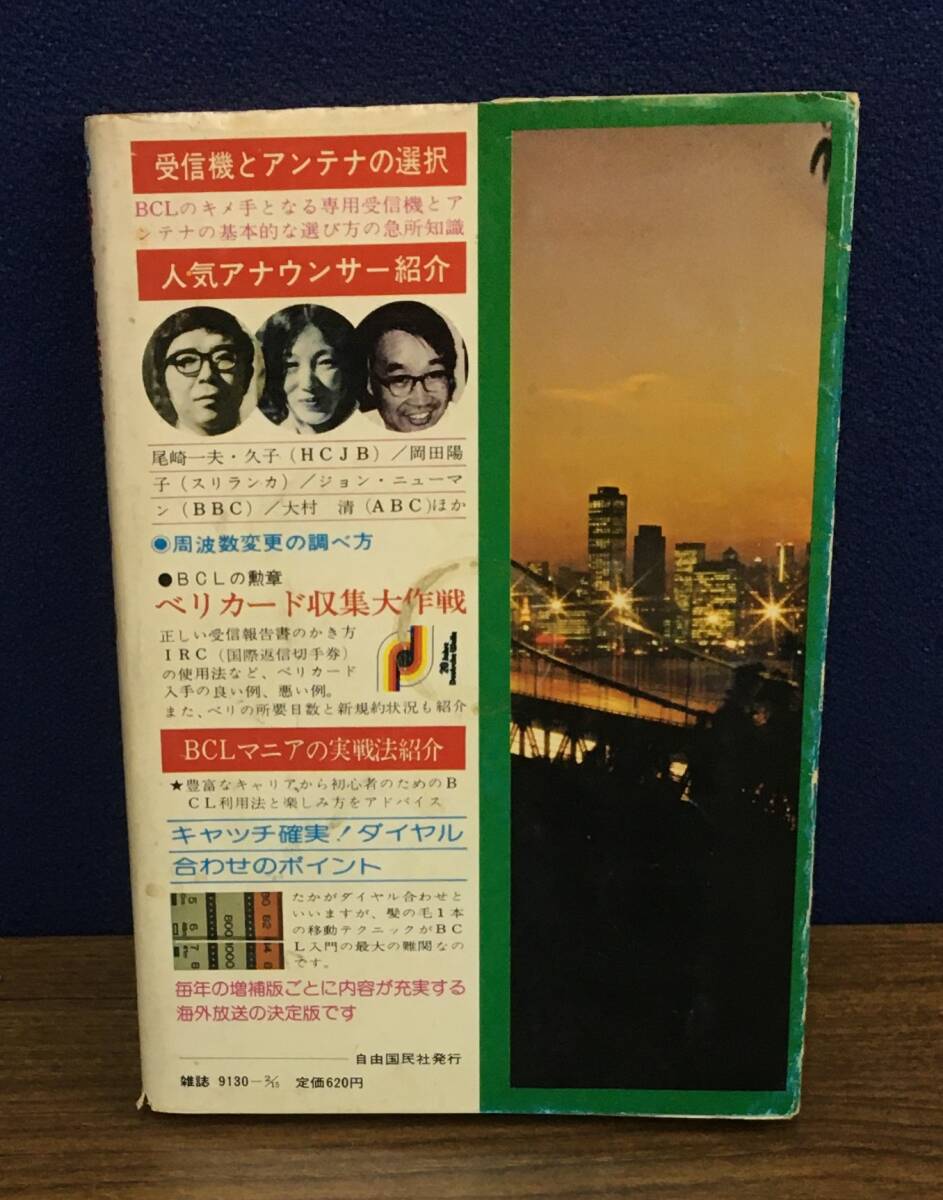 受信機とアンテナの選択
BCLのキメ手となる専用受信機とア
ンテナの基本的な選び方の急所知識
人気アナウンサー紹介
尾崎一夫・久子(HCJB)／岡田陽
子(スリランカ)／ジョン・ニューマ
ン(BBC)／大村 清(ABC)ほか
◉周波数変更の調べ方
●BCLの勲章
ベリカード収集大作戦
正しい受信報告書のかき方
IRC(国際返信切手券)
の使用法など、ベリカード
入手の良い例、悪い例。
また、ベリの所要日数と新規約状況も紹介
20 Jahre
Deutsche Welle
BCLマニアの実戦法紹介
★豊富なキャリアから初心者のためのB
CL利用法と楽しみ方をアドバイス
キャッチ確実！ダイヤル
合わせのポイント
たかがダイヤル合わせと
いいますが、髪の毛1本
の移動テクニックがBC
L入門の最大の難関なの
です。
5 6 7 8
800 1000
90 92 94
毎年の増補版ごとに内容が充実する
海外放送の決定版です
自由国民社発行
雑誌 9130-2/15 定価620円